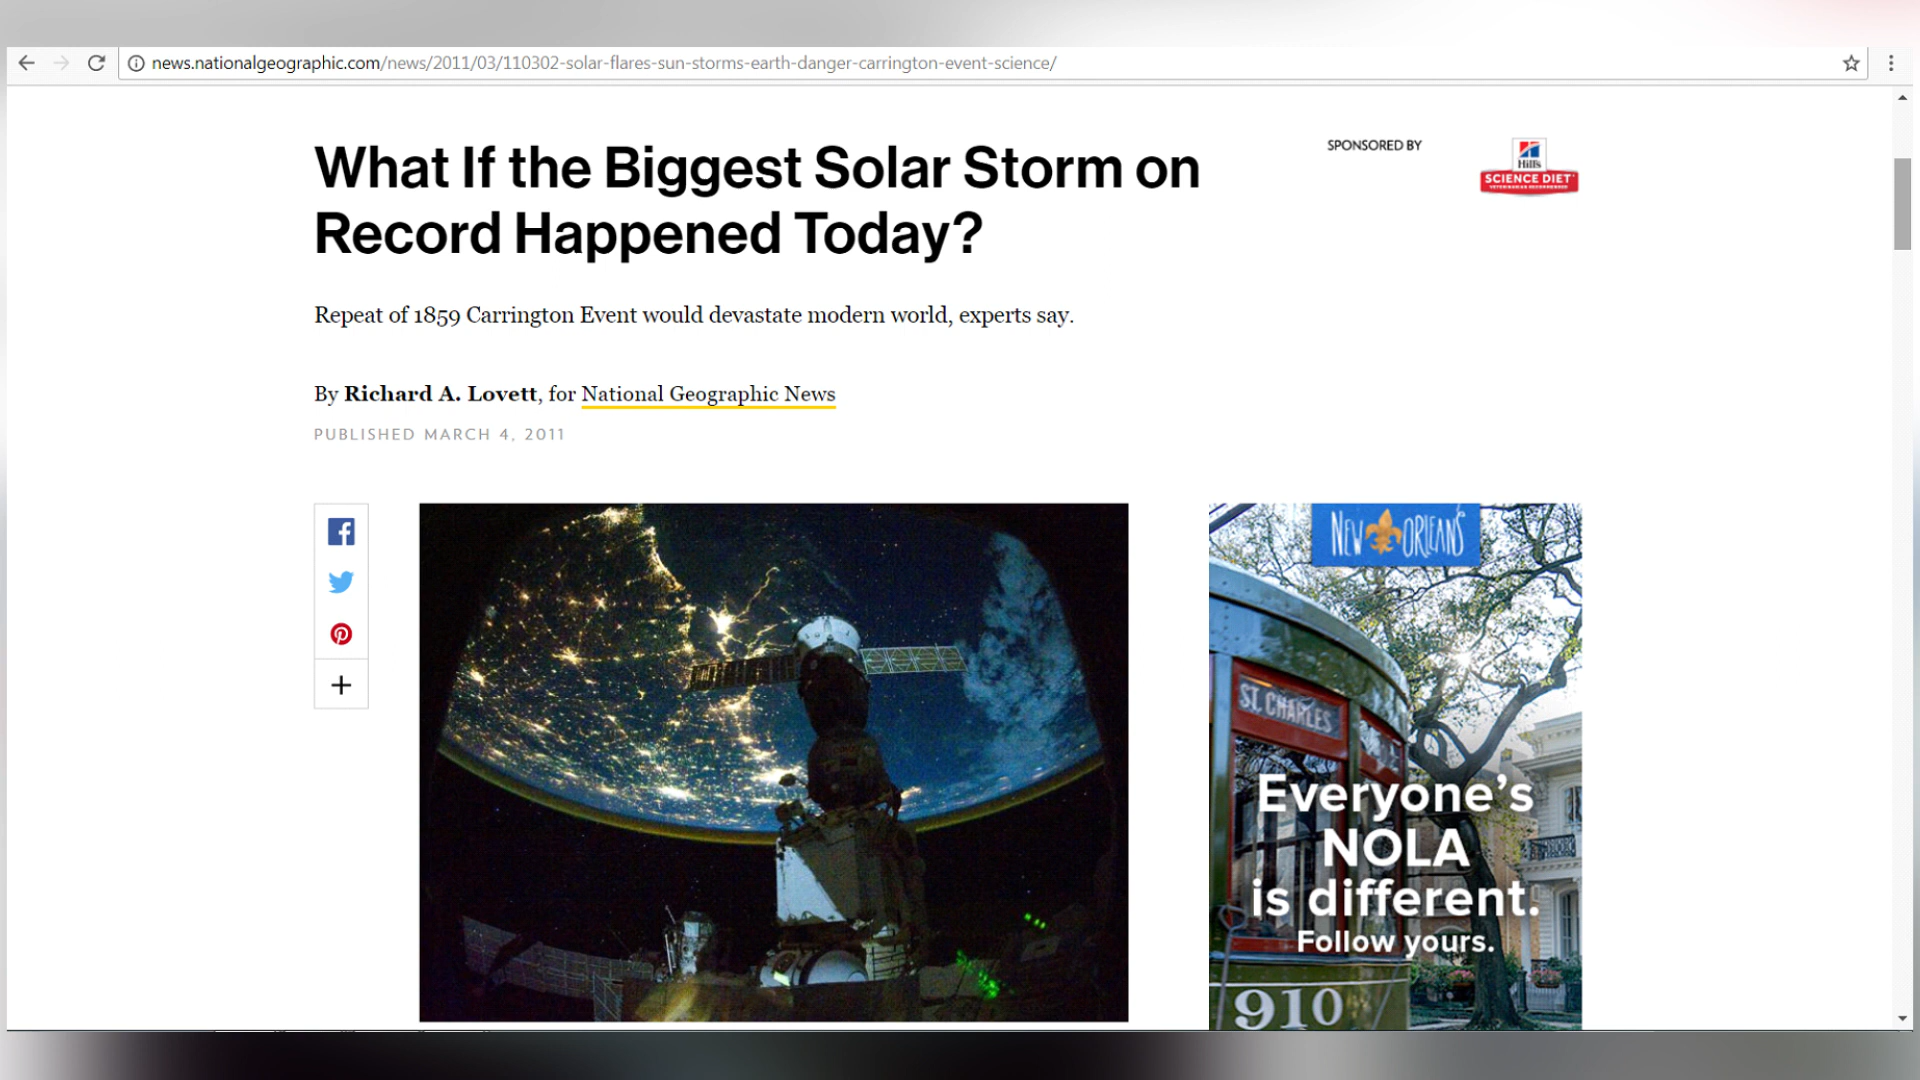 news.nationalgeographic.com/news/2011/03/110302-solar-flares-sun-storms-earth-danger-carrington-event-science/
What If the Biggest Solar Storm on
Record Happened Today?
SPONSORED BY
Hill's
SCIENCE DIET
VETERINARIAN RECOMMENDED
Repeat of 1859 Carrington Event would devastate modern world, experts say.
By Richard A. Lovett, for National Geographic News
PUBLISHED MARCH 4, 2011
NEW ORLEANS
ST. CHARLES
Everyone's
NOLA
is different.
Follow yours.
910